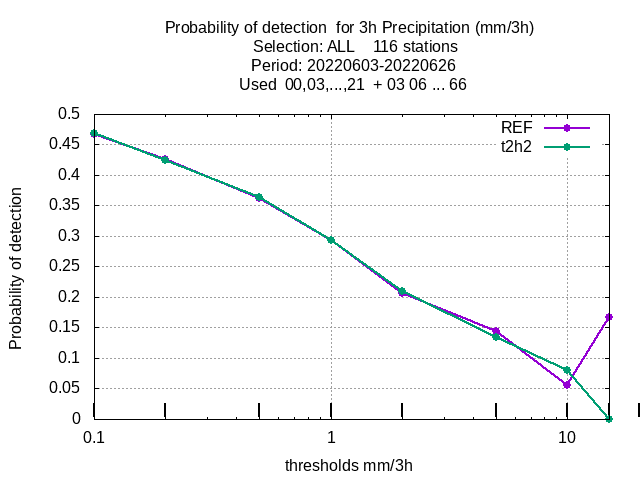 Probability of detection  for 3h Precipitation (mm/3h)
Selection: ALL    116 stations
Period: 20220603-20220626
Used  00,03,...,21  + 03 06 ... 66
REF
t2h2
0.5
0.45
0.4
0.35
0.3
0.25
0.2
0.15
0.1
0.05
0
Probability of detection
0.1
1
10
thresholds mm/3h